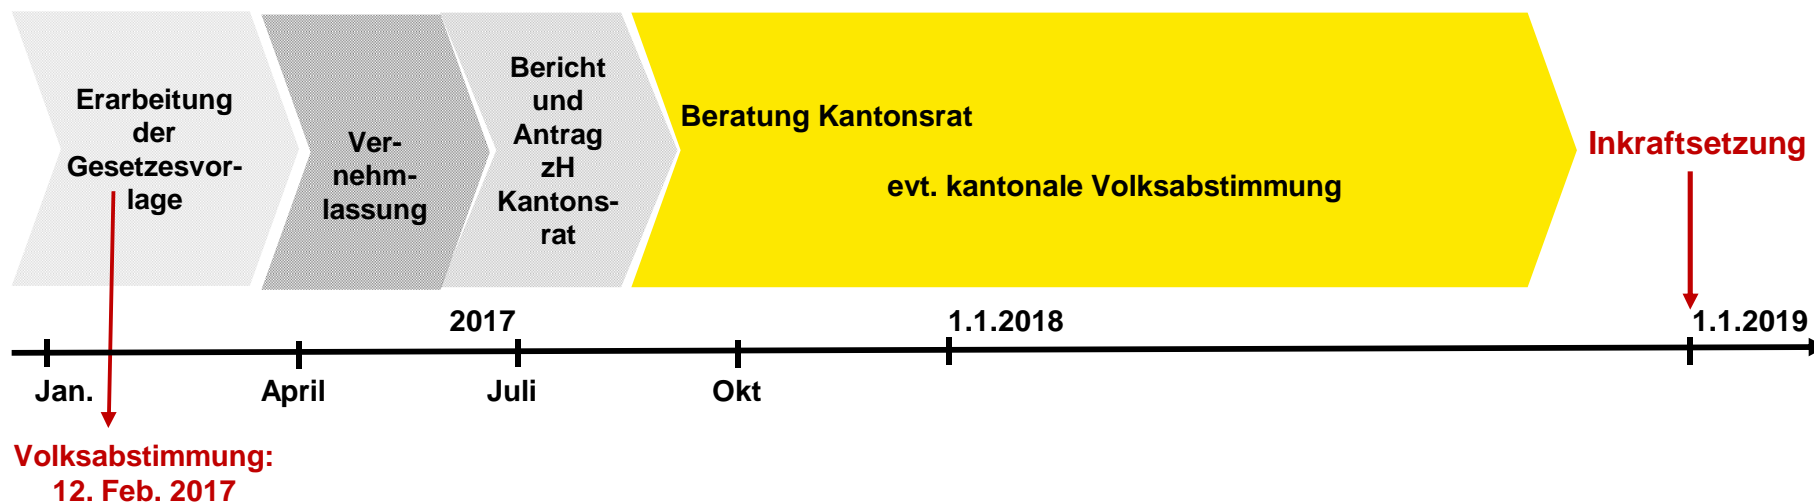 Erarbeitung
der
Gesetzesvor-
lage
Ver-
nehm-
lassung
Bericht
und
Antrag
zH
Kantons-
rat
Beratung Kantonsrat
evt. kantonale Volksabstimmung
Inkraftsetzung
2017
1.1.2018
1.1.2019
Jan.
April
Juli
Okt
Volksabstimmung:
12. Feb. 2017